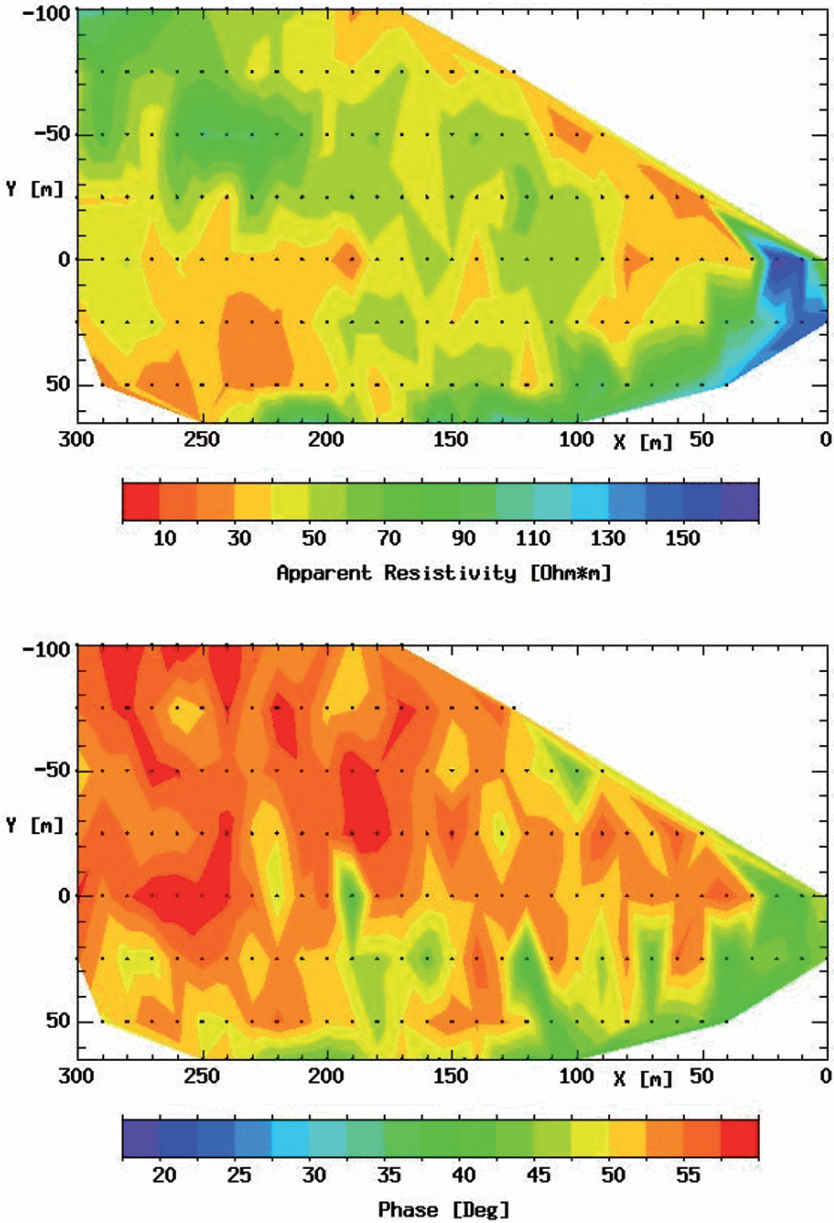 -100
-50
Y [m]
0
50
300 250 200 150 100 X [m] 50 0
10 30 50 70 90 110 130 150
Apparent Resistivity [Ohm*m]
-100
-50
Y [m]
0
50
300 250 200 150 100 X [m] 50 0
20 25 30 35 40 45 50 55
Phase [Deg]